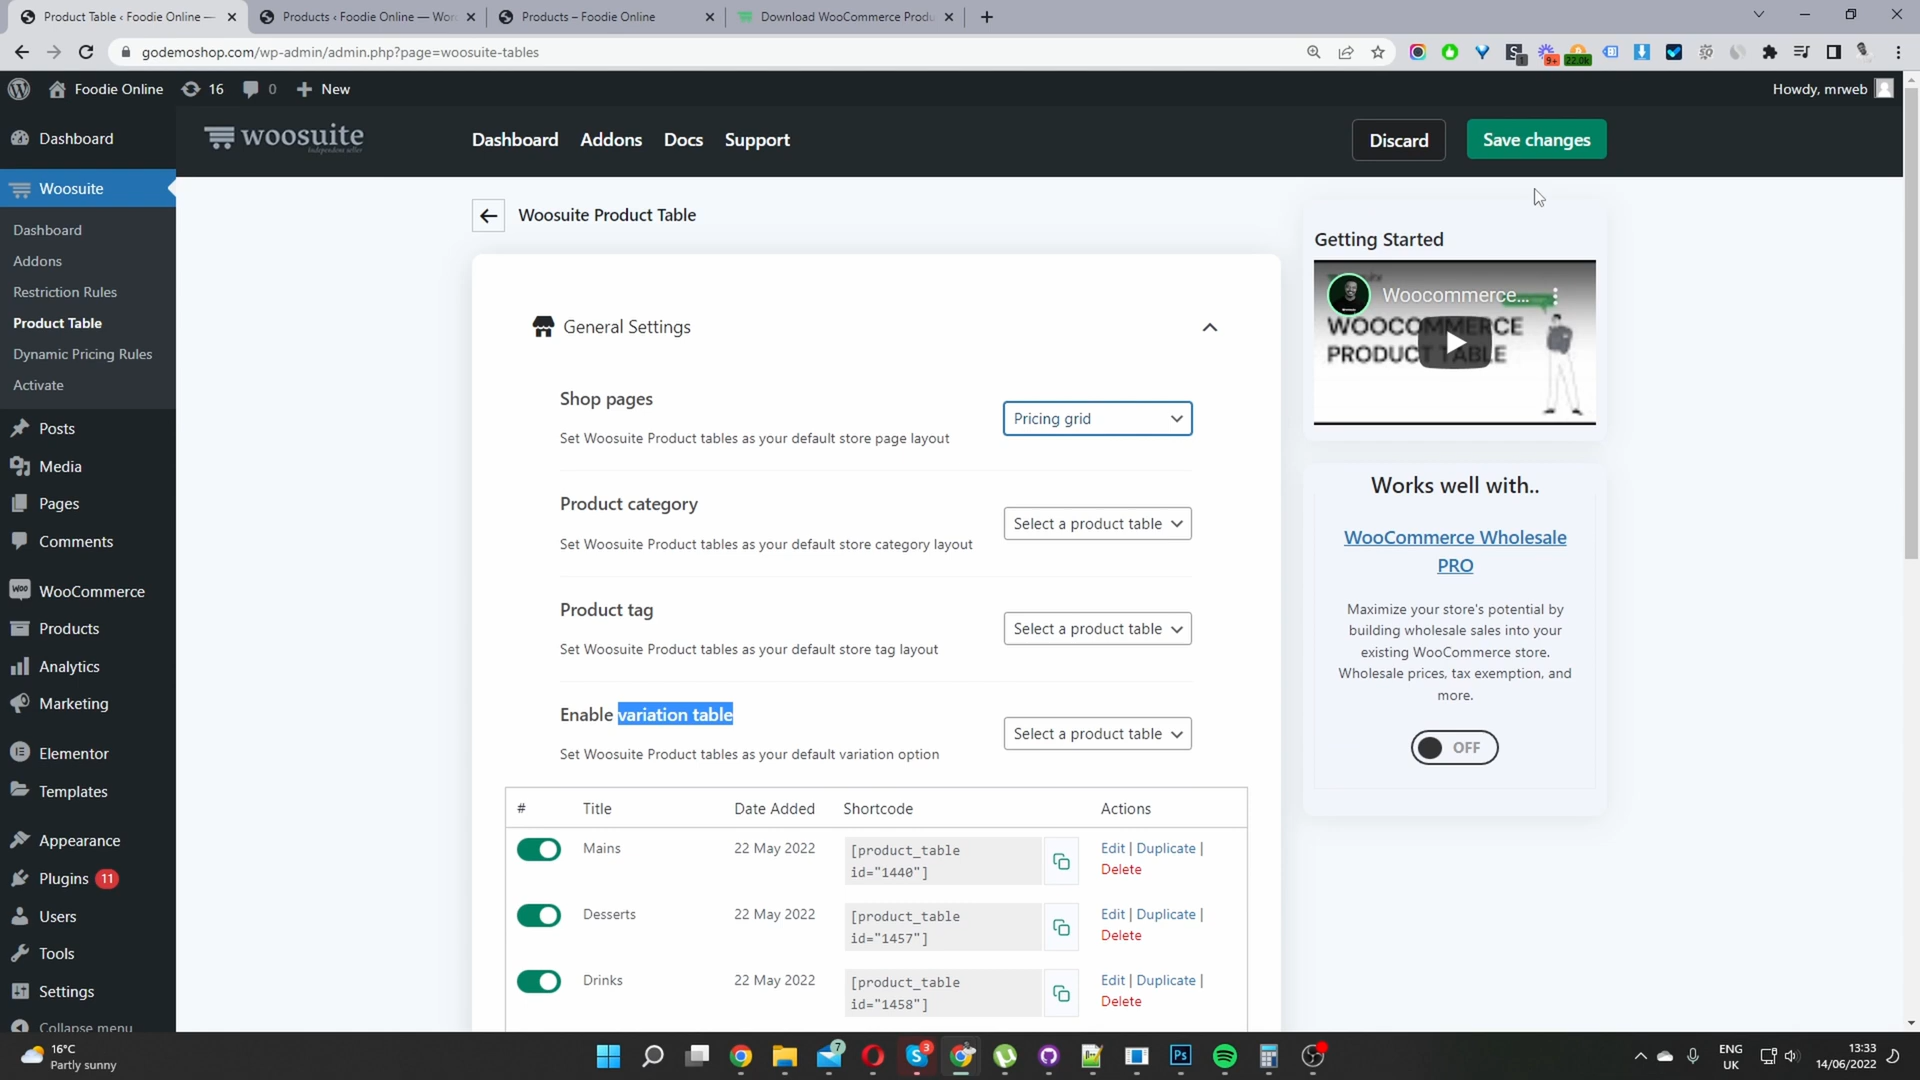 Product Table ‹ Foodie Online —
Products ‹ Foodie Online — Wor
Products – Foodie Online
Download WooCommerce Produ
godemoshop.com/wp-admin/admin.php?page=woosuite-tables
1
9+
22.0k
Foodie Online
16
0
New
Howdy, mrweb
Dashboard
Woosuite
Dashboard
Addons
Restriction Rules
Product Table
Dynamic Pricing Rules
Activate
Posts
Media
Pages
Comments
WooCommerce
Products
Analytics
Marketing
Elementor
Templates
Appearance
Plugins 11
Users
Tools
Settings
Collapse menu
woosuite
Independent seller
Dashboard
Addons
Docs
Support
Discard
Save changes
Woosuite Product Table
General Settings
Shop pages
Set Woosuite Product tables as your default store page layout
Pricing grid
Product category
Set Woosuite Product tables as your default store category layout
Select a product table
Product tag
Set Woosuite Product tables as your default store tag layout
Select a product table
Enable variation table
Set Woosuite Product tables as your default variation option
Select a product table
# Title Date Added Shortcode Actions
Mains 22 May 2022 [product_table id="1440"] Edit | Duplicate | Delete
Desserts 22 May 2022 [product_table id="1457"] Edit | Duplicate | Delete
Drinks 22 May 2022 [product_table id="1458"] Edit | Duplicate | Delete
Getting Started
Woocommerce...
WOOCOMMERCE
PRODUCT TABLE
Works well with..
WooCommerce Wholesale
PRO
Maximize your store's potential by
building wholesale sales into your
existing WooCommerce store.
Wholesale prices, tax exemption, and
more.
OFF
16°C
Partly sunny
7
3
Ps
ENG
UK
13:33
14/06/2022